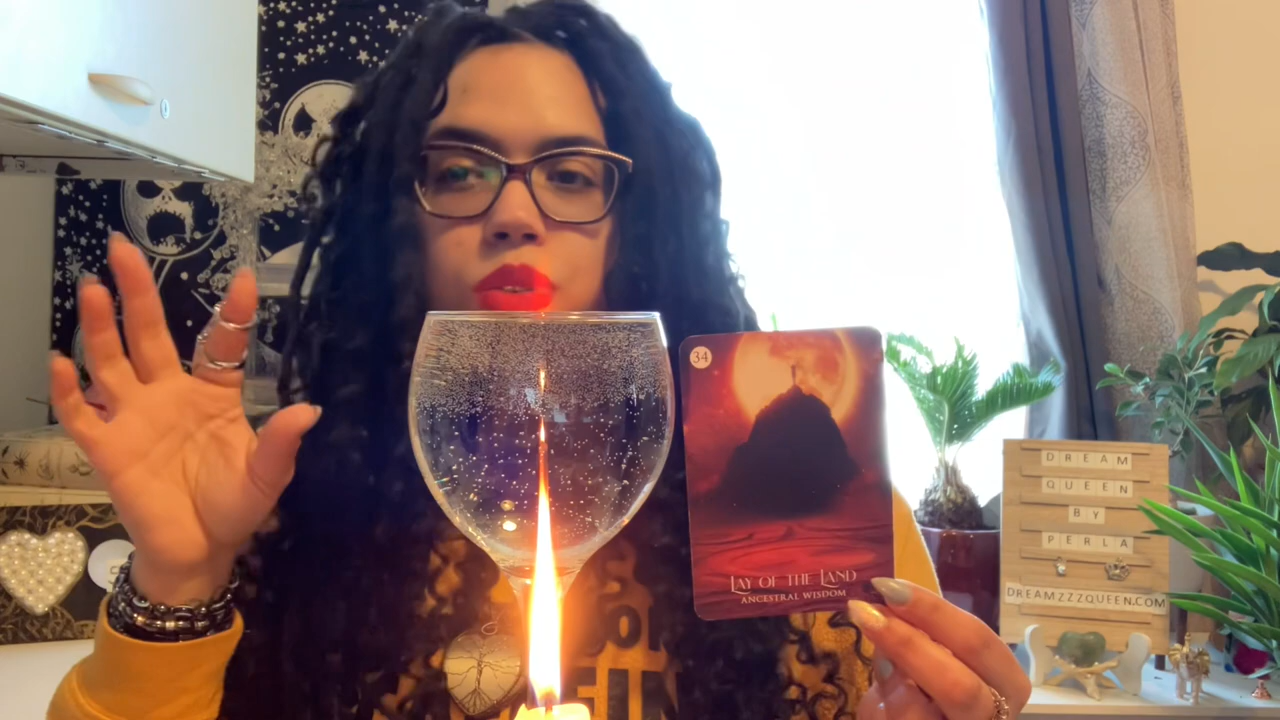 34
LAY OF THE LAND
ANCESTRAL WISDOM
DREAM
QUEEN
BY
PERLA
DREAMZZZQUEEN.COM